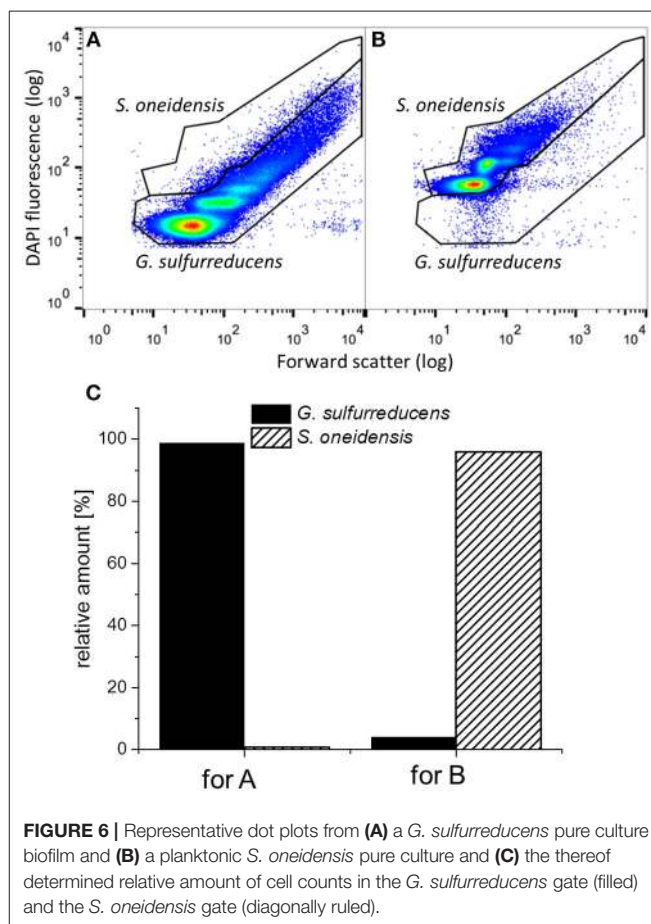 A
B
10^4
10^3
10^2
10^1
10^0
DAPI fluorescence (log)
S. oneidensis
G. sulfurreducens
S. oneidensis
G. sulfurreducens
10^0 10^1 10^2 10^3 10^4
10^0 10^1 10^2 10^3 10^4
Forward scatter (log)
C
G. sulfurreducens
S. oneidensis
100
80
60
40
20
0
relative amount [%]
for A
for B
FIGURE 6 | Representative dot plots from (A) a G. sulfurreducens pure culture
biofilm and (B) a planktonic S. oneidensis pure culture and (C) the thereof
determined relative amount of cell counts in the G. sulfurreducens gate (filled)
and the S. oneidensis gate (diagonally ruled).